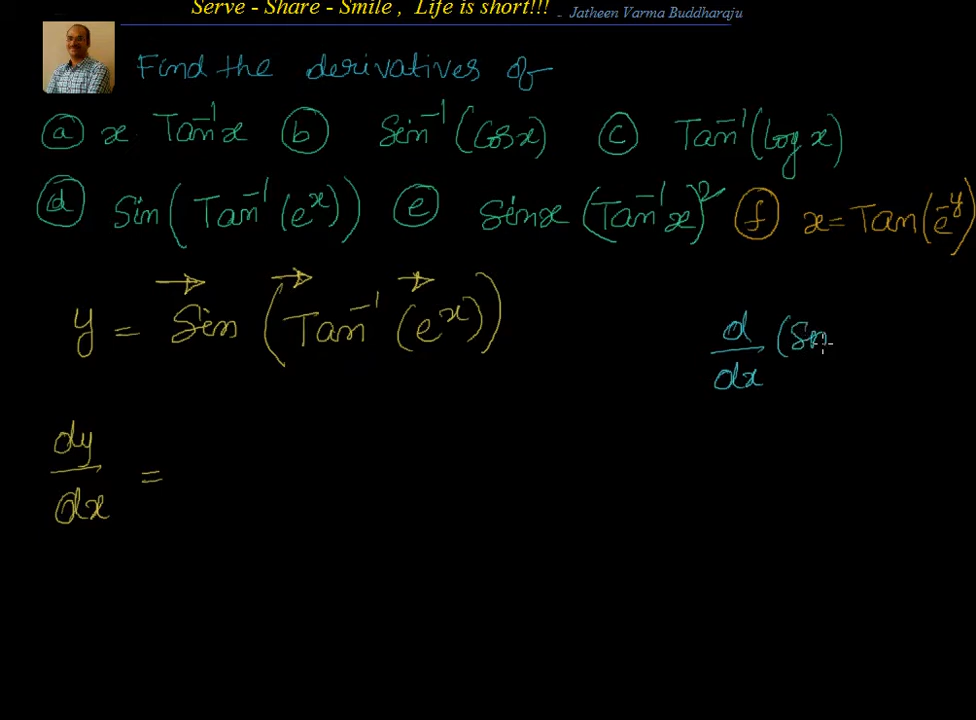 Serve - Share - Smile , Life is short!!! - Jatheen Varma Buddharaju
Find the derivatives of
(a) x Tan⁻¹x (b) Sin⁻¹(Cosx) (c) Tan⁻¹(log x)
(d) Sin(Tan⁻¹(eˣ)) (e) Sinx(Tan⁻¹x)² (f) x = Tan(e⁻ʸ)
y = Sin (Tan⁻¹(eˣ))
d/dx (Sin
dy/dx =